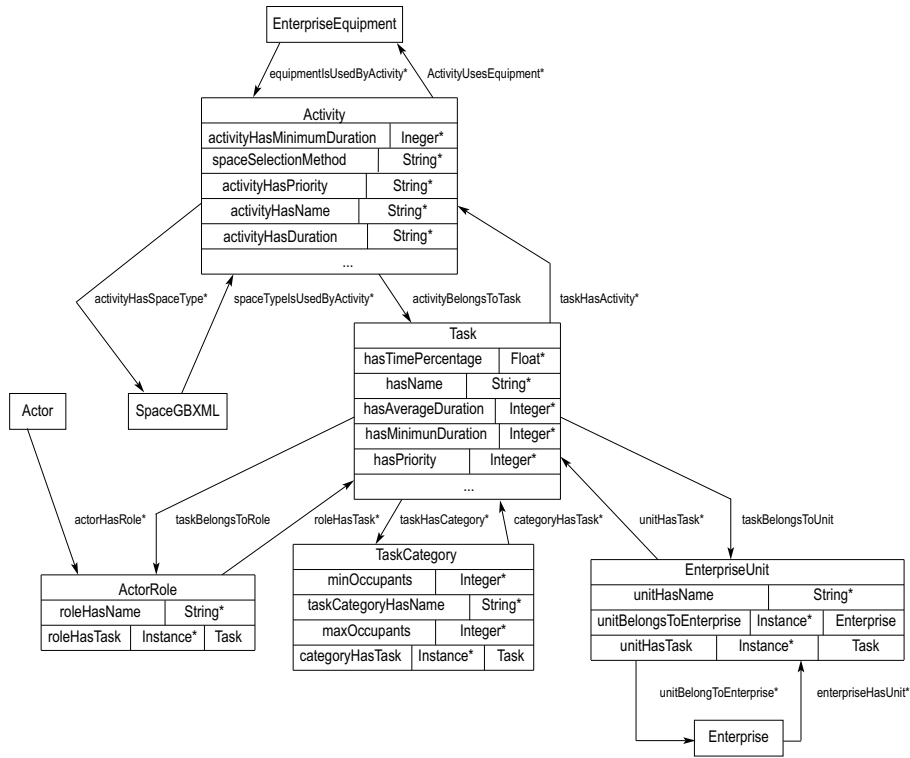 EnterpriseEquipment
equipmentIsUsedByActivity* ActivityUsesEquipment*
Activity
activityHasMinimumDuration Ineger*
spaceSelectionMethod String*
activityHasPriority String*
activityHasName String*
activityHasDuration String*
...
activityHasSpaceType* spaceTypeIsUsedByActivity* activityBelongsToTask taskHasActivity*
Task
hasTimePercentage Float*
hasName String*
hasAverageDuration Integer*
hasMinimunDuration Integer*
hasPriority Integer*
...
Actor SpaceGBXML
actorHasRole* taskBelongsToRole roleHasTask* taskHasCategory* categoryHasTask* unitHasTask* taskBelongsToUnit
ActorRole
roleHasName String*
roleHasTask Instance* Task
TaskCategory
minOccupants Integer*
taskCategoryHasName String*
maxOccupants Integer*
categoryHasTask Instance* Task
EnterpriseUnit
unitHasName String*
unitBelongsToEnterprise Instance* Enterprise
unitHasTask Instance* Task
unitBelongToEnterprise* enterpriseHasUnit*
Enterprise